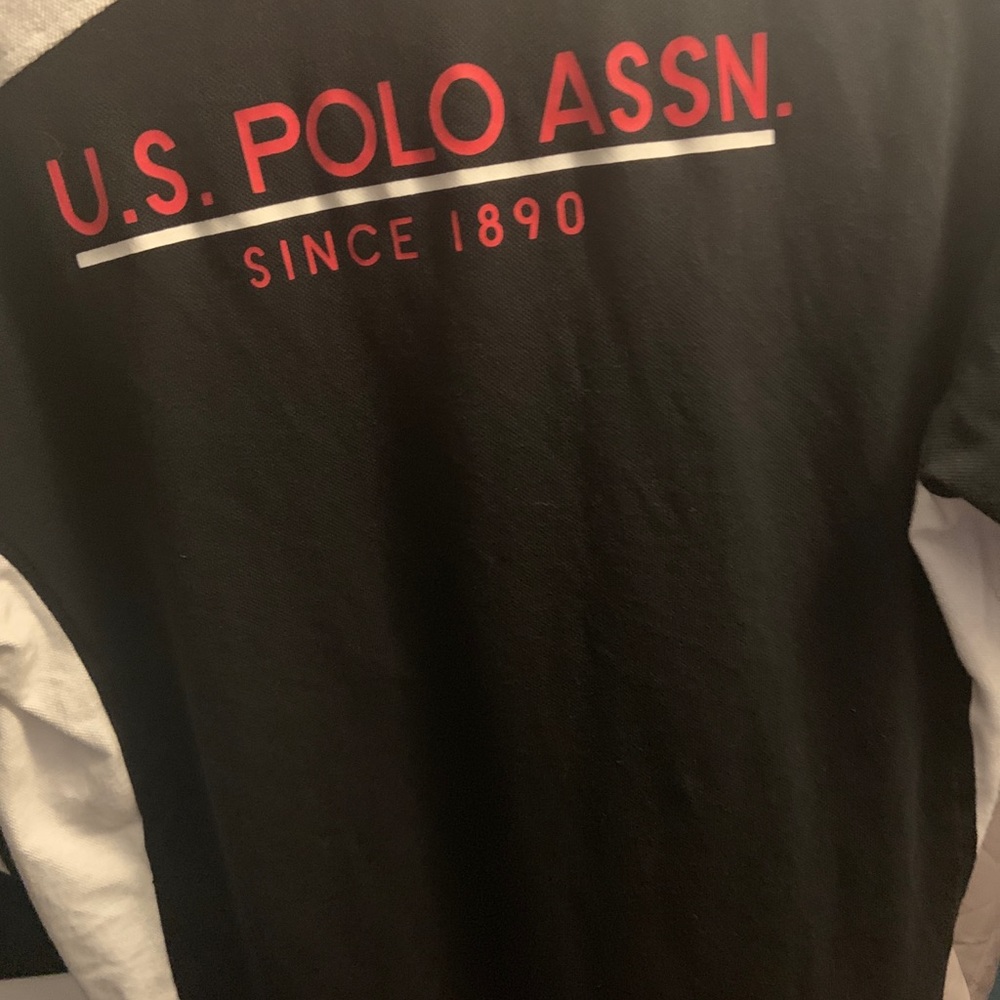 U.S. POLO ASSN.
SINCE 1890